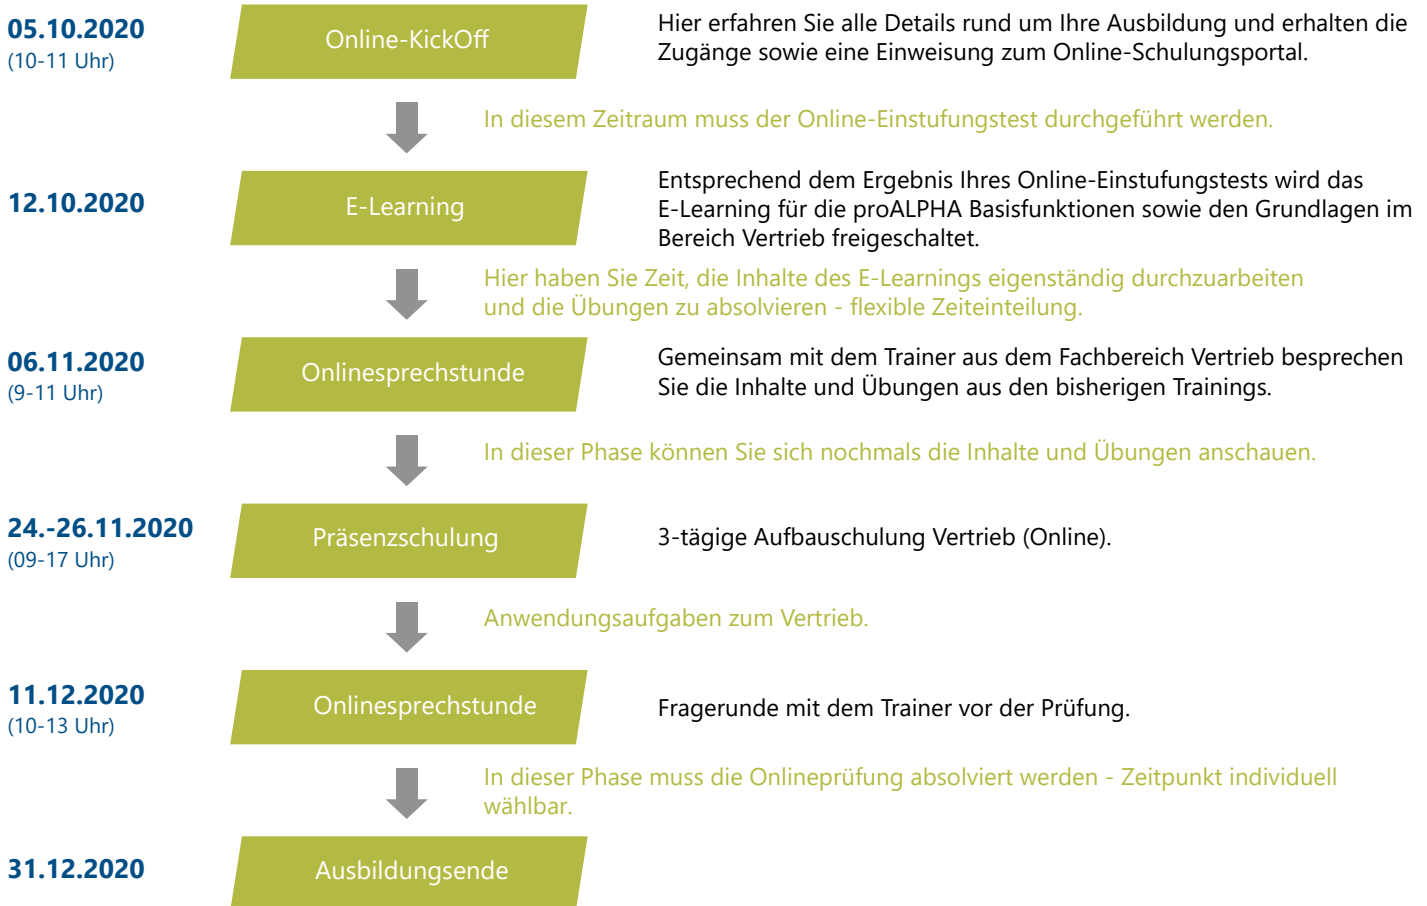 05.10.2020
(10-11 Uhr)
Online-KickOff
Hier erfahren Sie alle Details rund um Ihre Ausbildung und erhalten die
Zugänge sowie eine Einweisung zum Online-Schulungsportal.
In diesem Zeitraum muss der Online-Einstufungstest durchgeführt werden.
12.10.2020
E-Learning
Entsprechend dem Ergebnis Ihres Online-Einstufungstests wird das
E-Learning für die proALPHA Basisfunktionen sowie den Grundlagen im
Bereich Vertrieb freigeschaltet.
Hier haben Sie Zeit, die Inhalte des E-Learnings eigenständig durchzuarbeiten
und die Übungen zu absolvieren - flexible Zeiteinteilung.
06.11.2020
(9-11 Uhr)
Onlinesprechstunde
Gemeinsam mit dem Trainer aus dem Fachbereich Vertrieb besprechen
Sie die Inhalte und Übungen aus den bisherigen Trainings.
In dieser Phase können Sie sich nochmals die Inhalte und Übungen anschauen.
24.-26.11.2020
(09-17 Uhr)
Präsenzschulung
3-tägige Aufbauschulung Vertrieb (Online).
Anwendungsaufgaben zum Vertrieb.
11.12.2020
(10-13 Uhr)
Onlinesprechstunde
Fragerunde mit dem Trainer vor der Prüfung.
In dieser Phase muss die Onlineprüfung absolviert werden - Zeitpunkt individuell
wählbar.
31.12.2020
Ausbildungsende